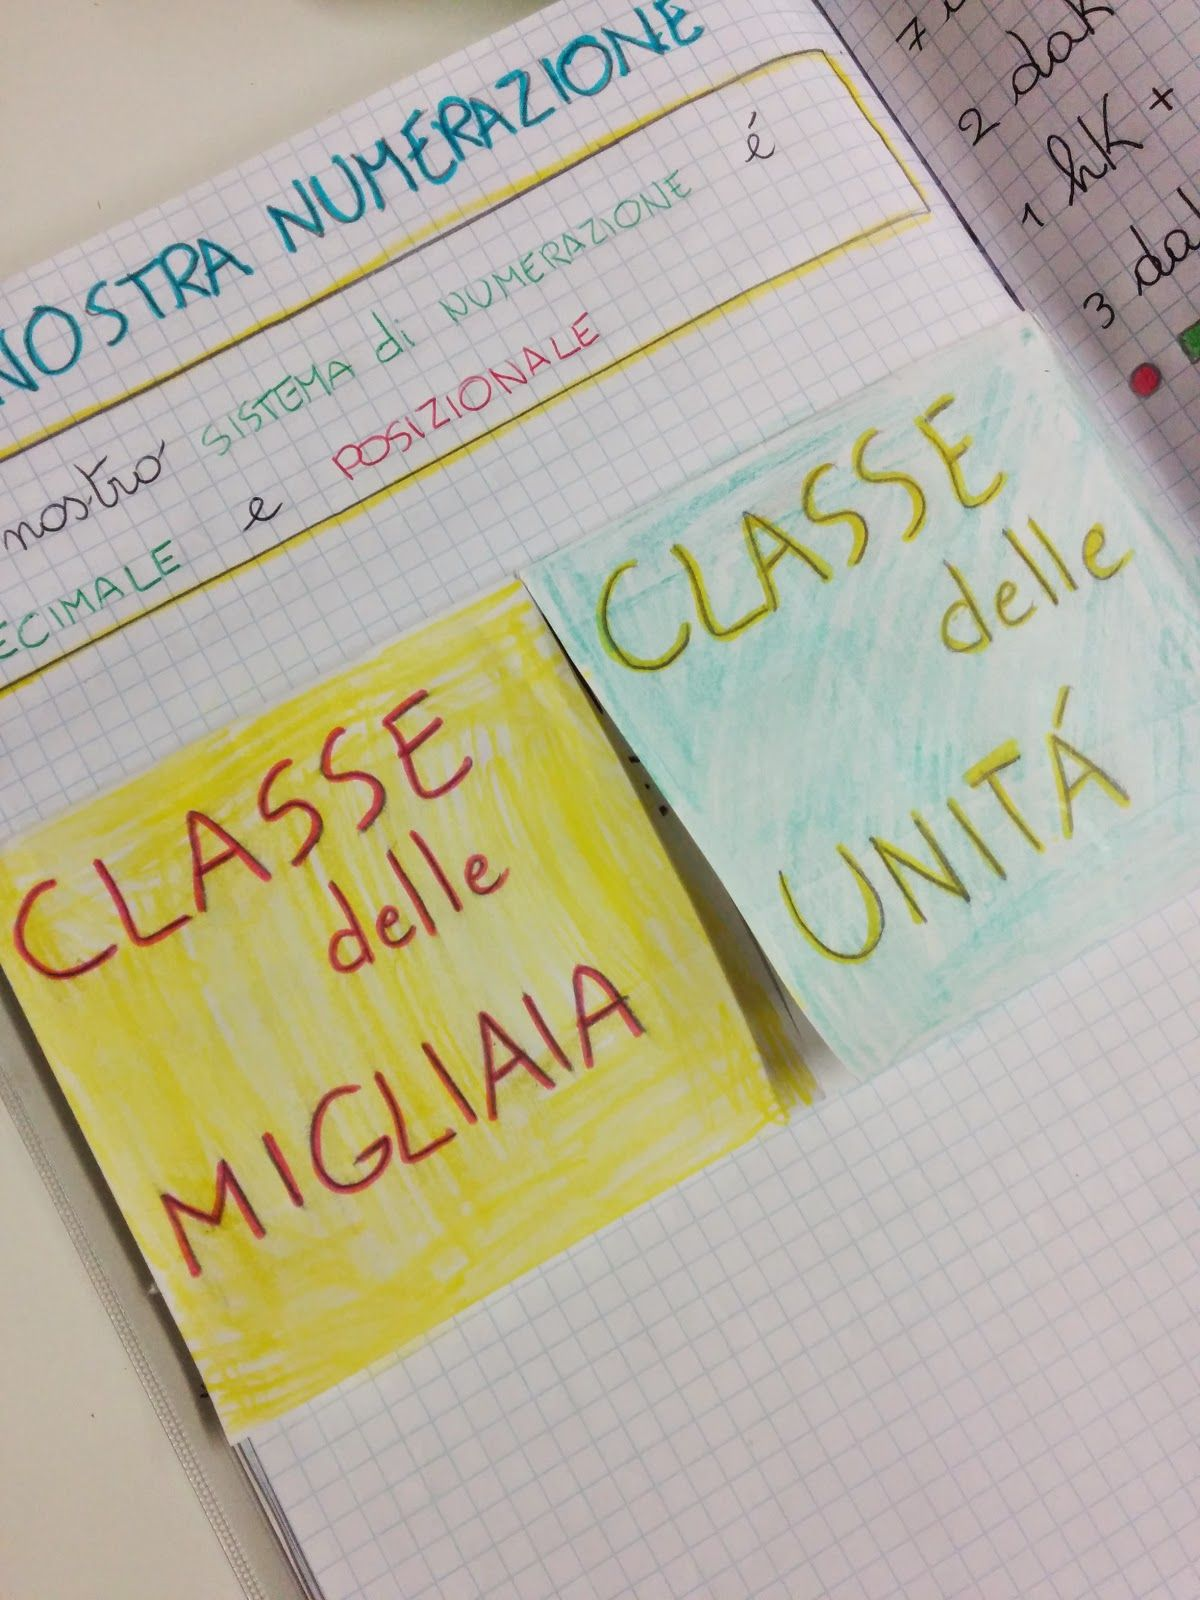 NOSTRA NUMERAZIONE
nostro SISTEMA di NUMERAZIONE é
ECIMALE e POSIZIONALE
CLASSE
delle
MIGLIAIA
CLASSE
delle
UNITÁ
2 dak
1 hK +
3 dak